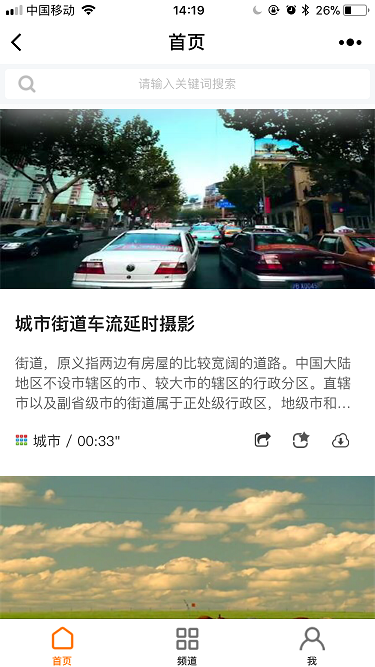 中国移动
14:19
26%
首页
请输入关键词搜索
城市街道车流延时摄影
街道，原义指两边有房屋的比较宽阔的道路。中国大陆
地区不设市辖区的市、较大市的辖区的行政分区。直辖
市以及副省级市的街道属于正处级行政区，地级市和...
城市 / 00:33"
首页
频道
我